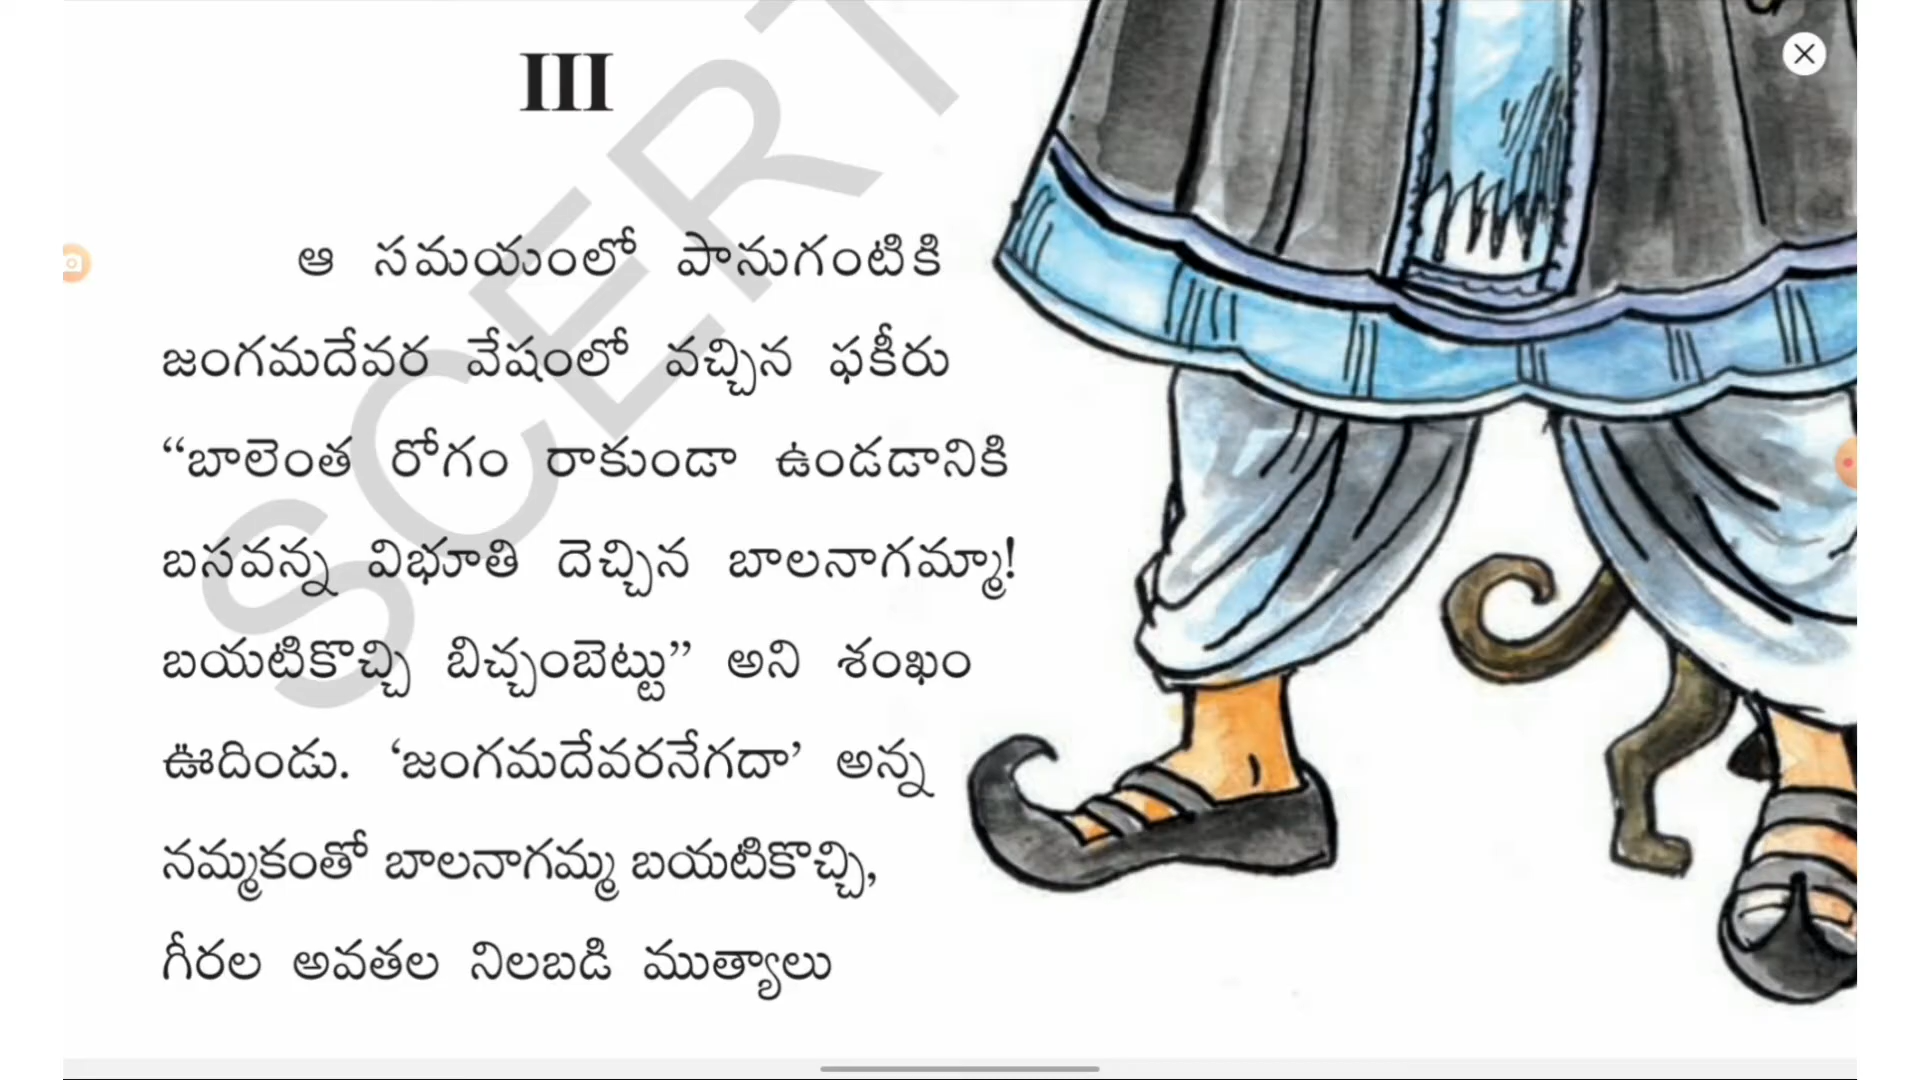 III
ఆ సమయంలో పానుగంటికి
జంగమదేవర వేషంలో వచ్చిన ఫకీరు
“బాలెంత రోగం రాకుండా ఉండడానికి
బసవన్న విభూతి దెచ్చిన బాలనాగమ్మా!
బయటికొచ్చి బిచ్చంబెట్టు” అని శంఖం
ఊదిండు. ‘జంగమదేవరనేగదా’ అన్న
నమ్మకంతో బాలనాగమ్మ బయటికొచ్చి,
గీరల అవతల నిలబడి ముత్యాలు
SCERT